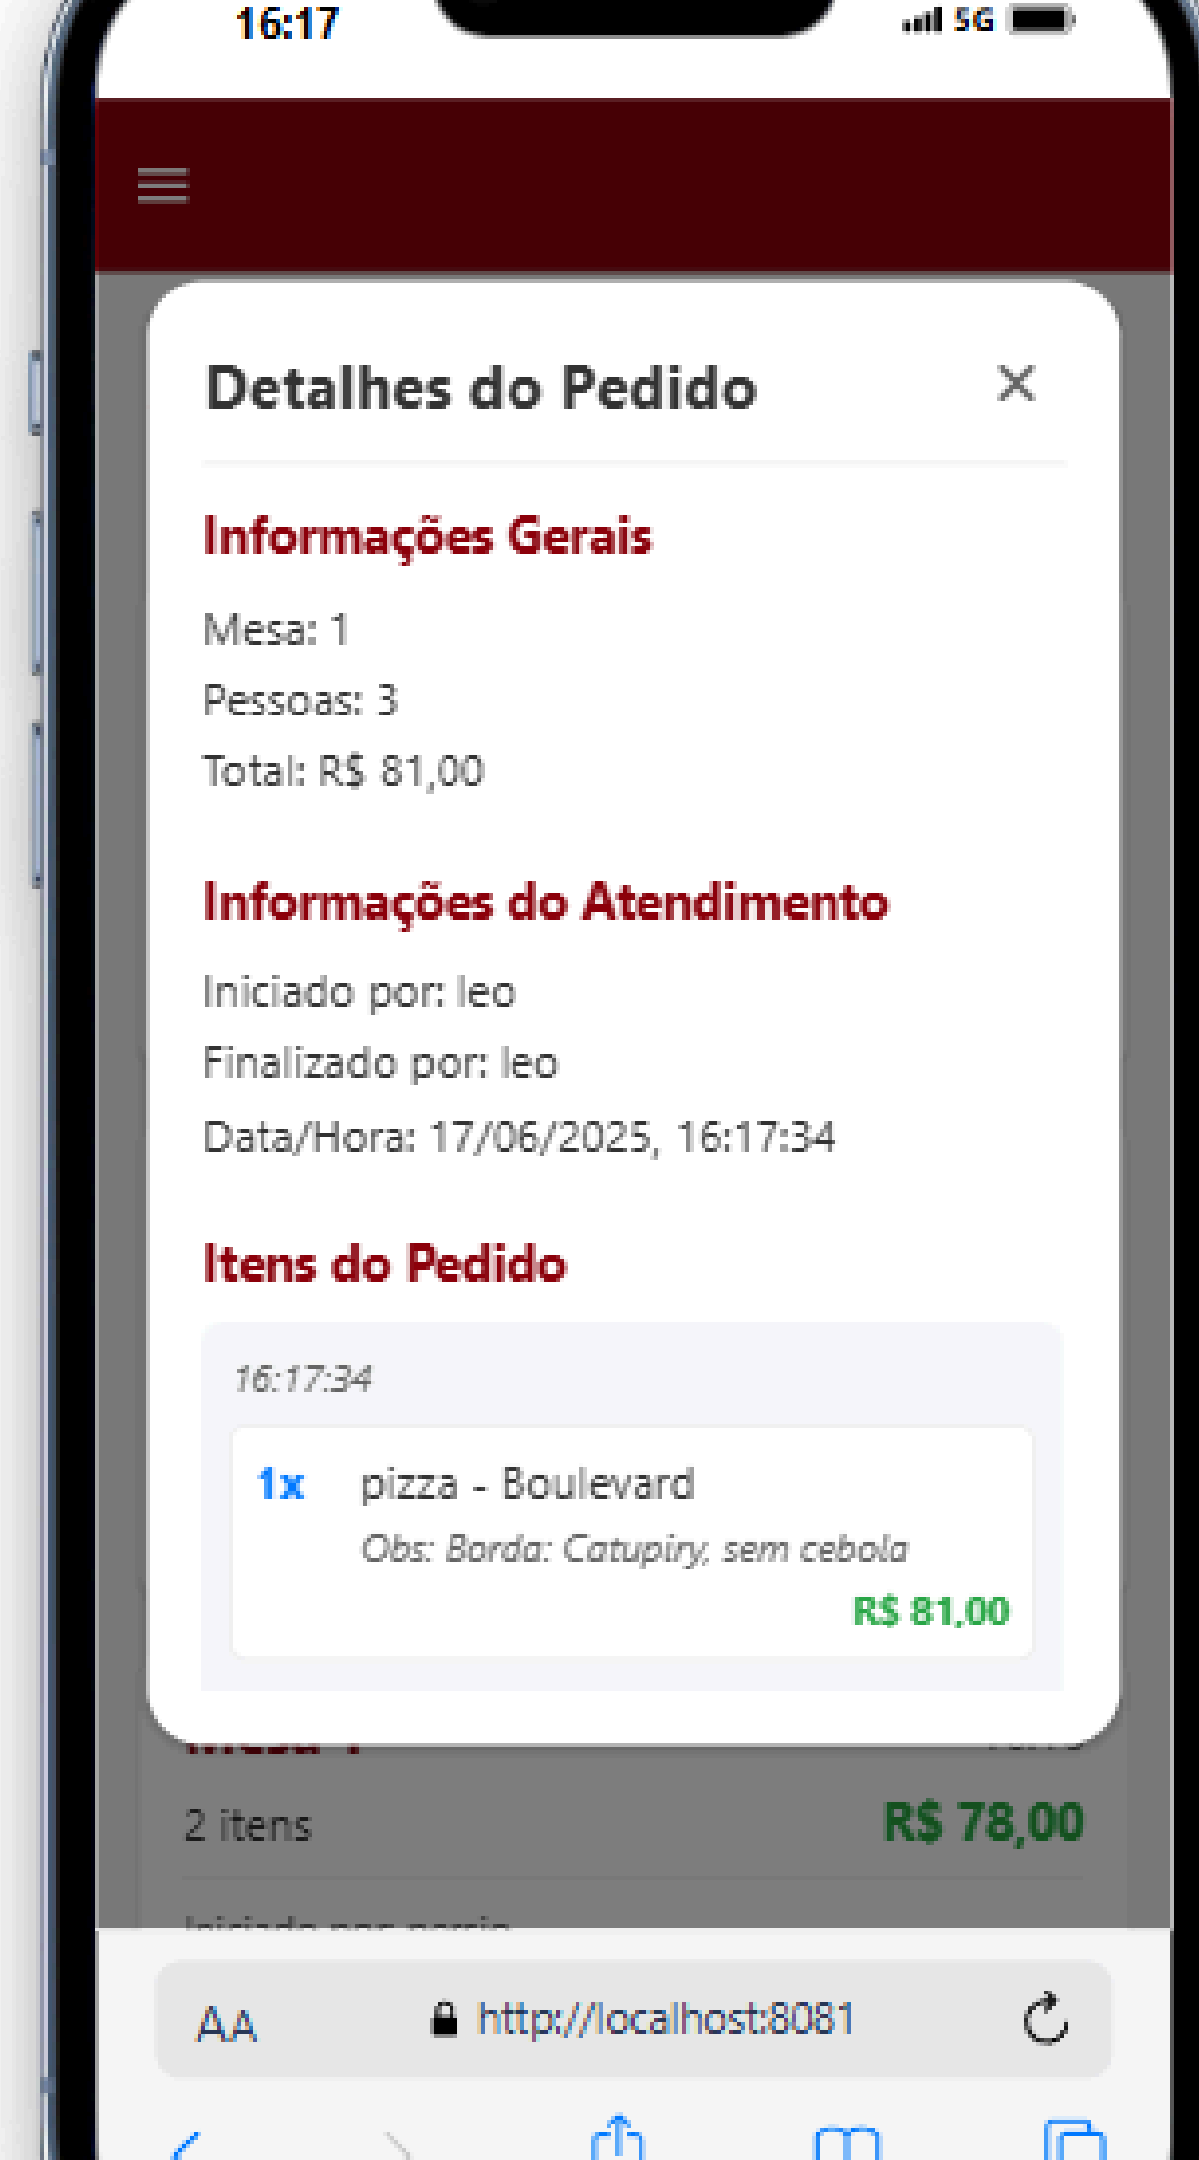 16:17
5G
Detalhes do Pedido
Informações Gerais
Mesa: 1
Pessoas: 3
Total: R$ 81,00
Informações do Atendimento
Iniciado por: leo
Finalizado por: leo
Data/Hora: 17/06/2025, 16:17:34
Itens do Pedido
16:17:34
1x pizza - Boulevard
Obs: Borda: Catupiry, sem cebola
R$ 81,00
2 itens R$ 78,00
Iniciado por:
AA http://localhost:8081